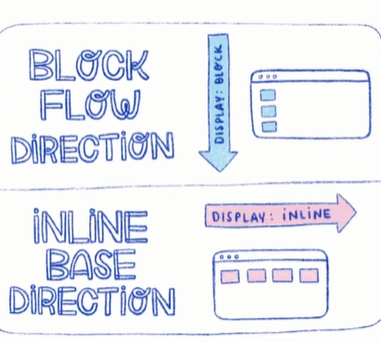 BLOCK
FLOW
DIRECTION
DISPLAY: BLOCK
INLINE
BASE
DIRECTION
DISPLAY: INLINE